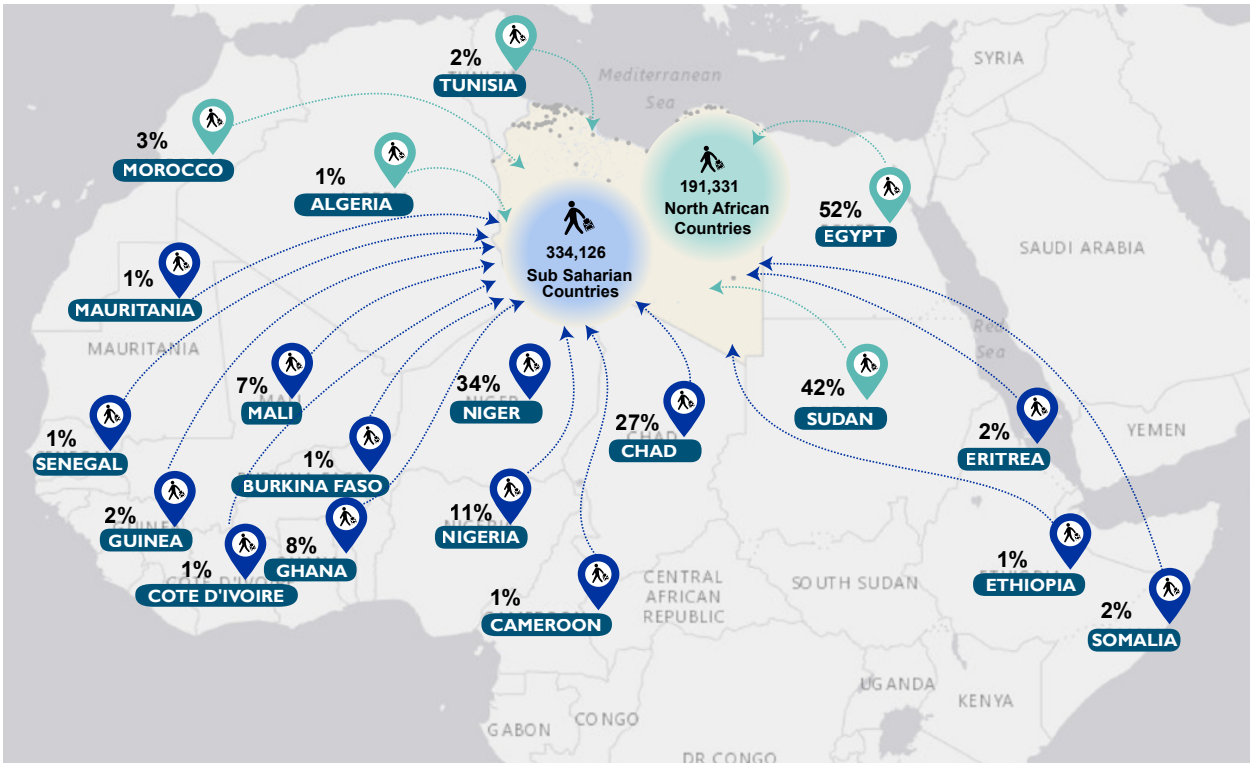 2%
TUNISIA
Mediterranean
Sea
SYRIA
3%
MOROCCO
1%
ALGERIA
191,331
North African
Countries
52%
EGYPT
SAUDI ARABIA
334,126
Sub Saharian
Countries
1%
MAURITANIA
MAURITANIA
Red
Sea
7%
MALI
34%
NIGER
27%
CHAD
42%
SUDAN
2%
ERITREA
YEMEN
1%
SENEGAL
1%
BURKINA FASO
2%
GUINEA
11%
NIGERIA
8%
GHANA
1%
COTE D'IVOIRE
1%
CAMEROON
CENTRAL
AFRICAN
REPUBLIC
SOUTH SUDAN
1%
ETHIOPIA
2%
SOMALIA
UGANDA
KENYA
GABON
CONGO
DR CONGO